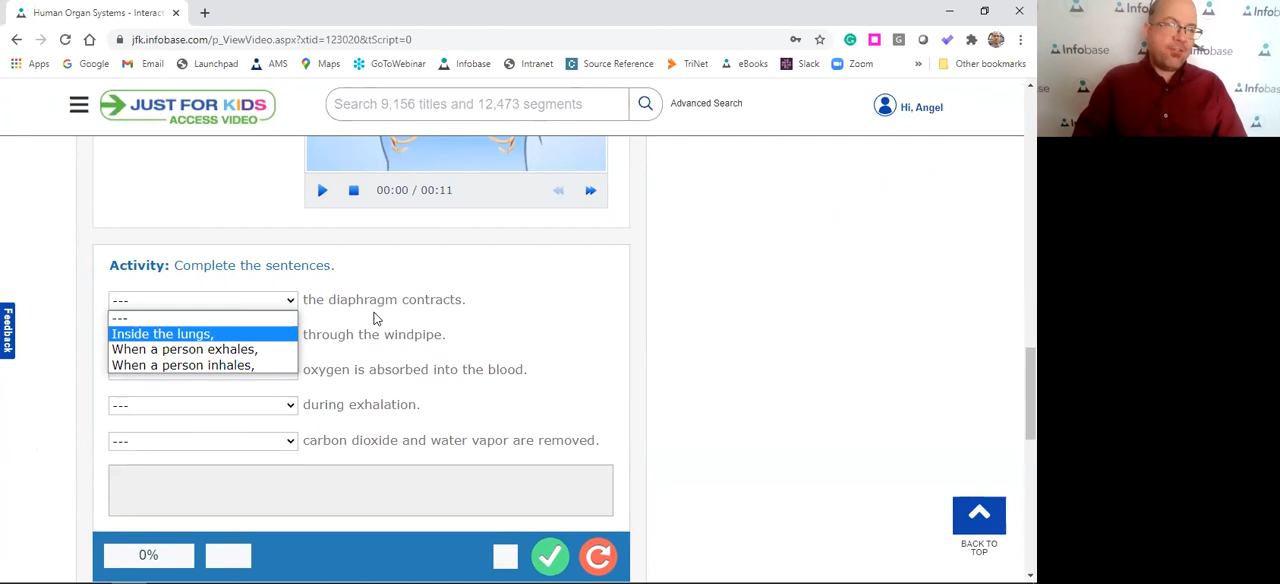 Human Organ Systems - Interact
jfk.infobase.com/p_ViewVideo.aspx?xtid=123020&tScript=0
Apps
Google
Email
Launchpad
AMS
Maps
GoToWebinar
Infobase
Intranet
Source Reference
TriNet
eBooks
Slack
Zoom
»
Other bookmarks
JUST FOR KIDS
ACCESS VIDEO
Search 9,156 titles and 12,473 segments
Advanced Search
Hi, Angel
00:00 / 00:11
Activity: Complete the sentences.
--- the diaphragm contracts.
---
Inside the lungs,
through the windpipe.
When a person exhales,
When a person inhales,
oxygen is absorbed into the blood.
--- during exhalation.
--- carbon dioxide and water vapor are removed.
0%
Feedback
BACK TO
TOP
Infobase